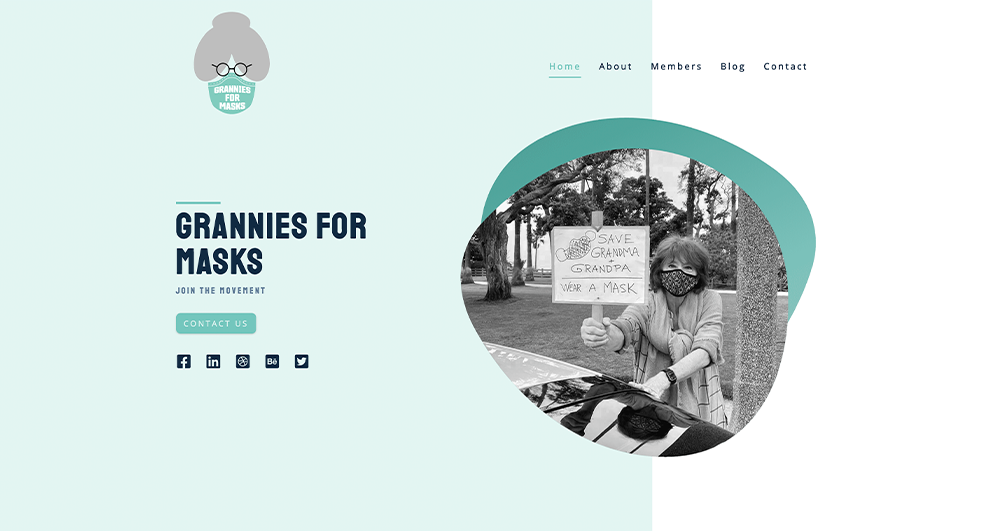 GRANNIES
FOR
MASKS
Home About Members Blog Contact
GRANNIES FOR
MASKS
JOIN THE MOVEMENT
CONTACT US
Bē
SAVE
GRANDMA
+
GRANDPA
WEAR A MASK